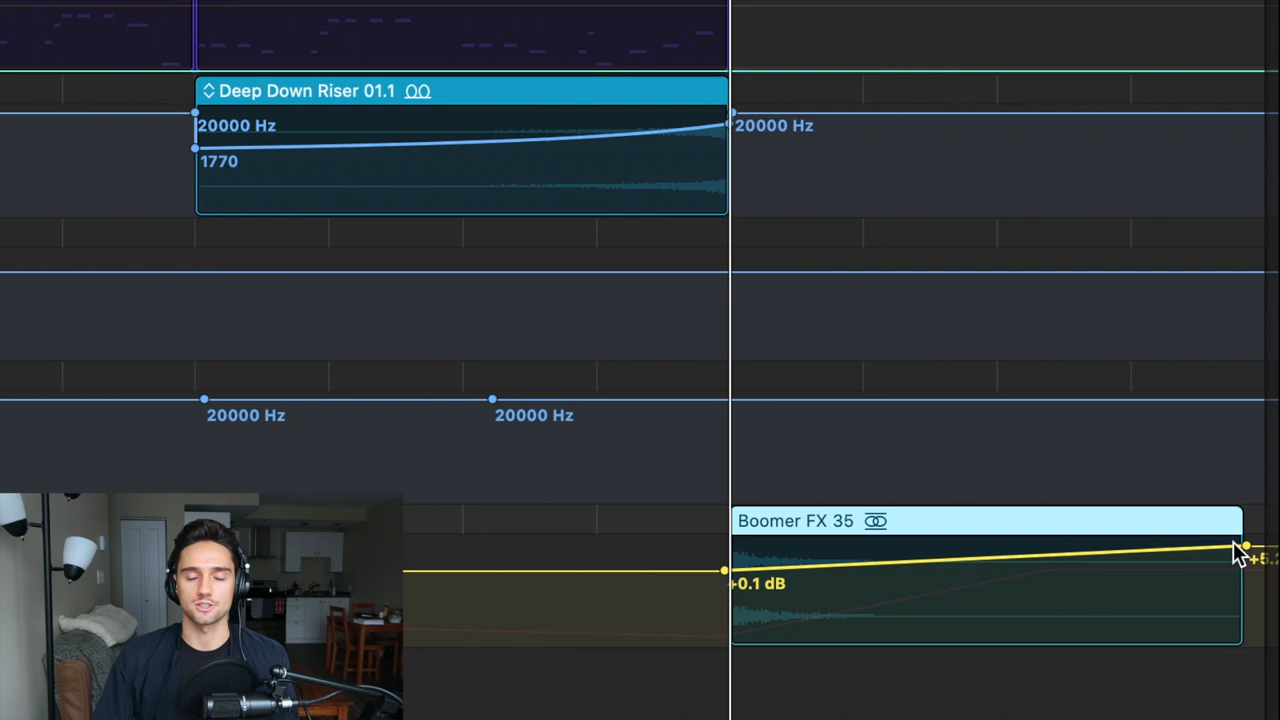 Deep Down Riser 01.1
20000 Hz
20000 Hz
1770
20000 Hz
20000 Hz
Boomer FX 35
+0.1 dB